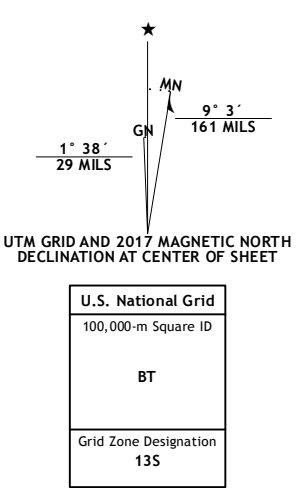 ★
MN
GN
9° 3´
161 MILS
1° 38´
29 MILS
UTM GRID AND 2017 MAGNETIC NORTH
DECLINATION AT CENTER OF SHEET
U.S. National Grid
100,000-m Square ID
BT
Grid Zone Designation
13S